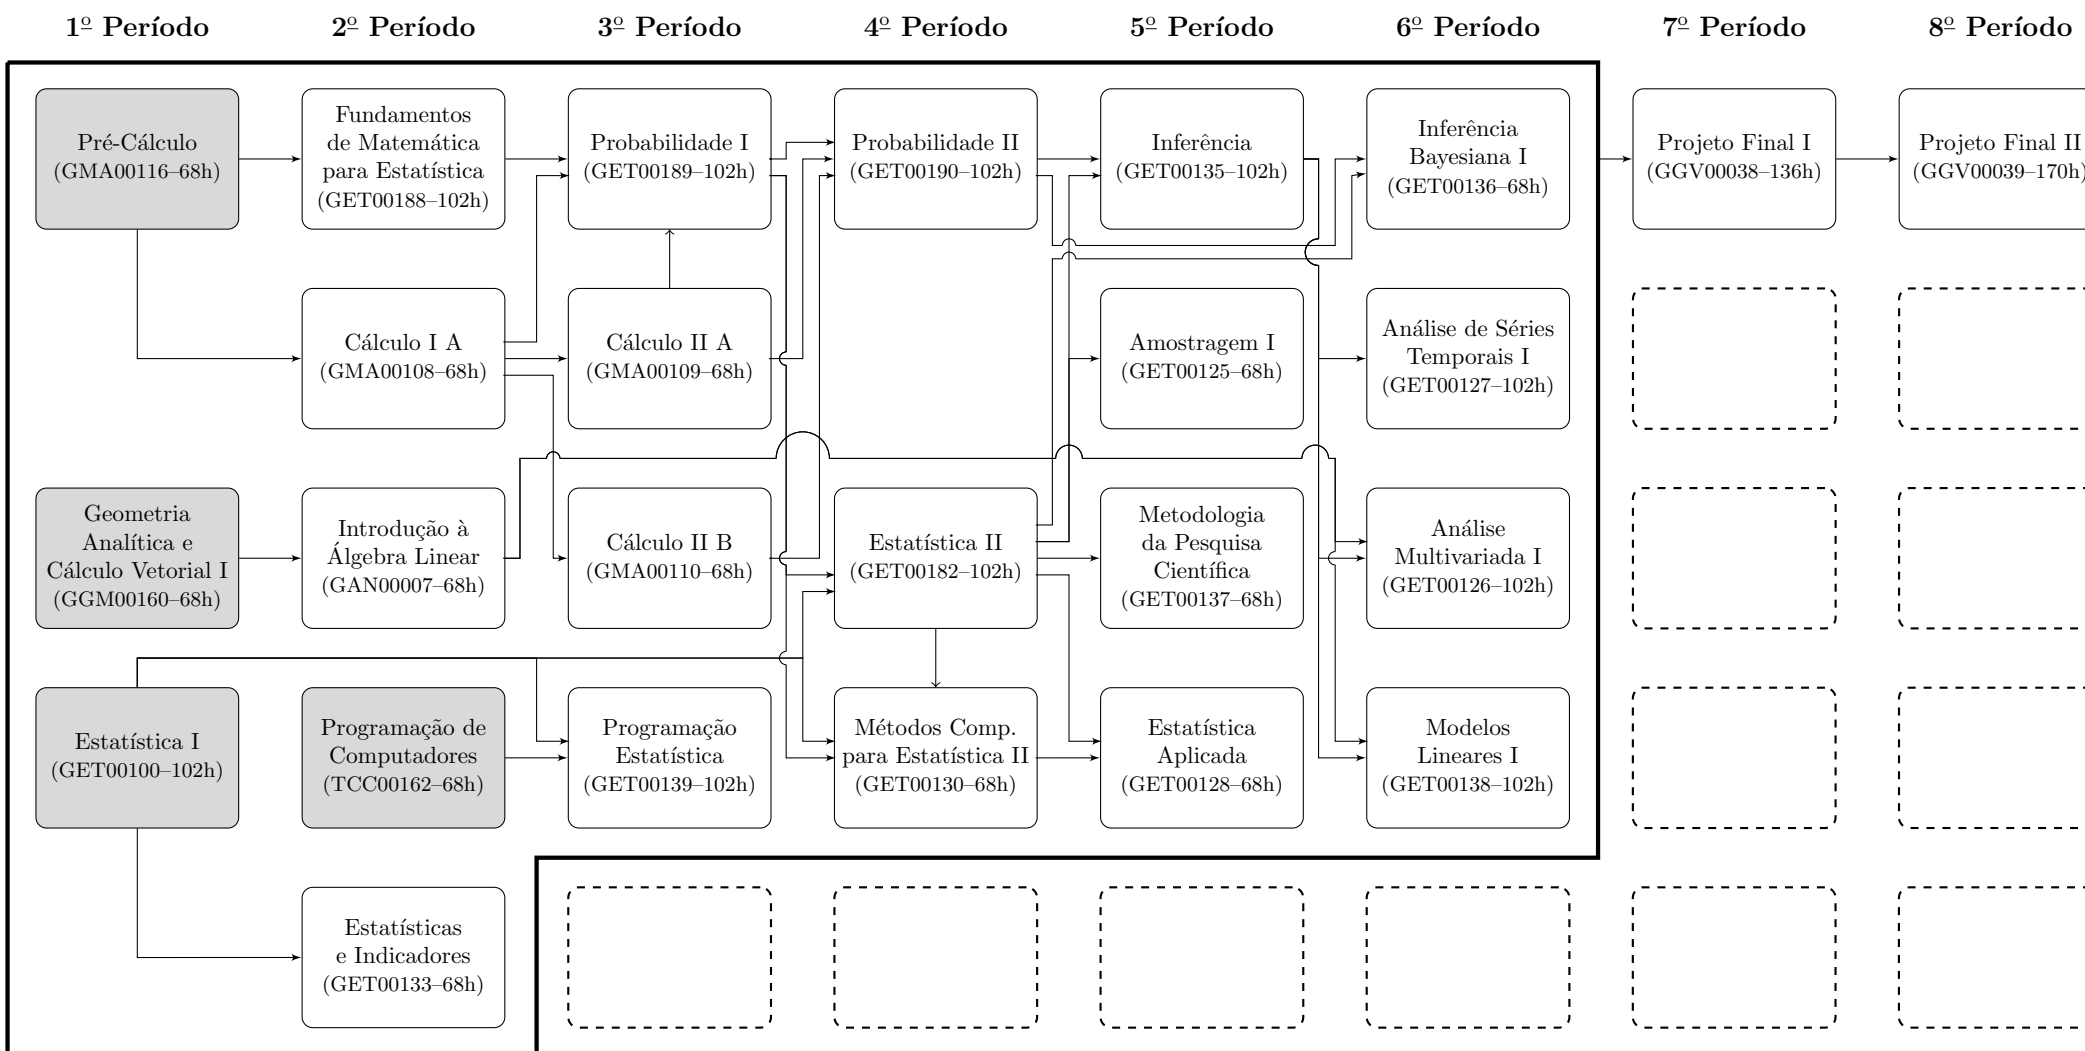 1º Período
2º Período
3º Período
4º Período
5º Período
6º Período
7º Período
8º Período
Pré-Cálculo
(GMA00116–68h)
Fundamentos
de Matemática
para Estatística
(GET00188–102h)
Probabilidade I
(GET00189–102h)
Probabilidade II
(GET00190–102h)
Inferência
(GET00135–102h)
Inferência
Bayesiana I
(GET00136–68h)
Projeto Final I
(GGV00038–136h)
Projeto Final II
(GGV00039–170h)
Cálculo I A
(GMA00108–68h)
Cálculo II A
(GMA00109–68h)
Amostragem I
(GET00125–68h)
Análise de Séries
Temporais I
(GET00127–102h)
Geometria
Analítica e
Cálculo Vetorial I
(GGM00160–68h)
Introdução à
Álgebra Linear
(GAN00007–68h)
Cálculo II B
(GMA00110–68h)
Estatística II
(GET00182–102h)
Metodologia
da Pesquisa
Científica
(GET00137–68h)
Análise
Multivariada I
(GET00126–102h)
Estatística I
(GET00100–102h)
Programação de
Computadores
(TCC00162–68h)
Programação
Estatística
(GET00139–102h)
Métodos Comp.
para Estatística II
(GET00130–68h)
Estatística
Aplicada
(GET00128–68h)
Modelos
Lineares I
(GET00138–102h)
Estatísticas
e Indicadores
(GET00133–68h)